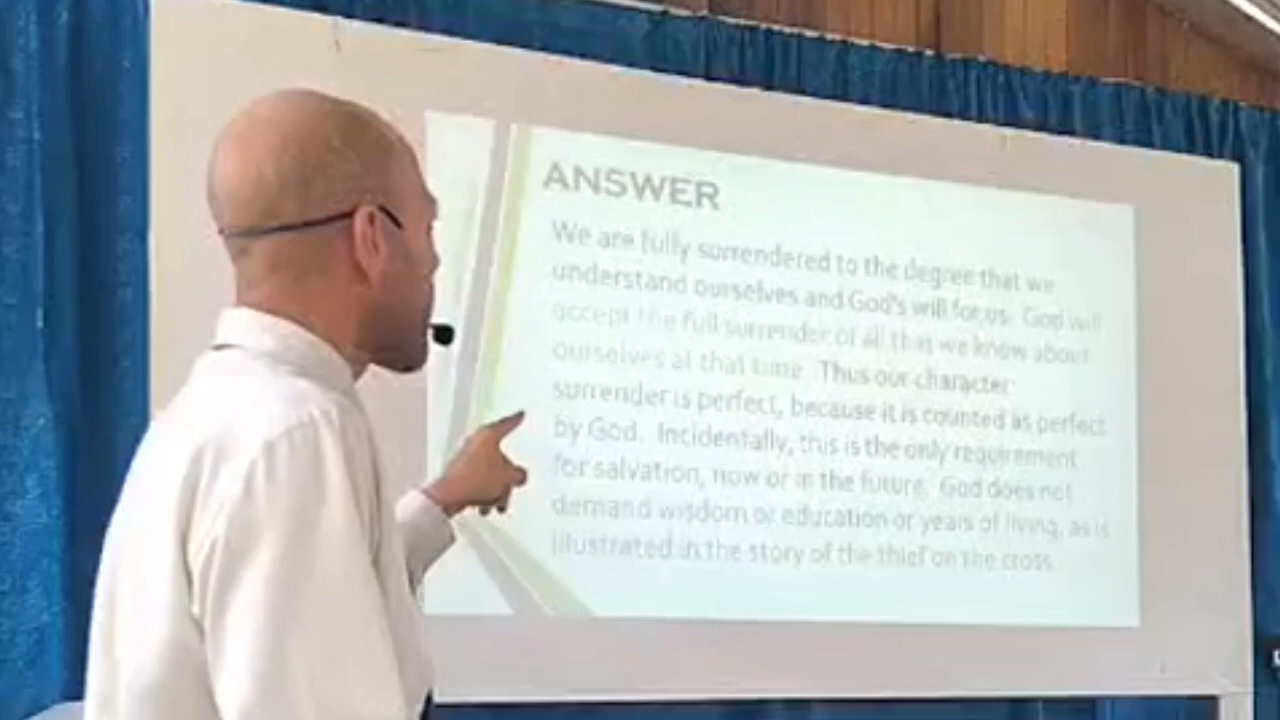 ANSWER
We are fully surrendered to the degree that we
understand ourselves and God's will for us. God will
accept the full surrender of all that we know about
ourselves at that time. Thus our character
surrender is perfect, because it is counted as perfect
by God. Incidentally, this is the only requirement
for salvation, now or in the future. God does not
demand wisdom or education or years of living, as is
illustrated in the story of the thief on the cross.